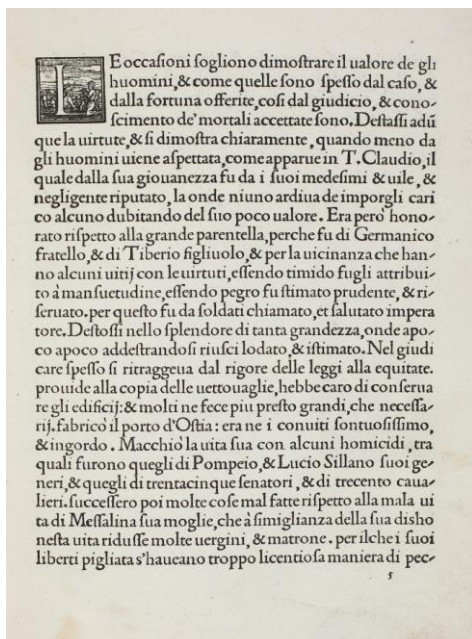 LE occasioni sogliono dimostrare il ualore de gli
huomini, & come quelle sono spesso dal caso, &
dalla fortuna offerite, cosi dal giudicio, & cono-
scimento de' mortali accettate sono. Destassi adũ
que la uirtute, & si dimostra chiaramente, quando meno da
gli huomini uiene aspettata, come apparue in T. Claudio, il
quale dalla sua giouanezza fu da i suoi medesimi & uile, &
negligente riputato, la onde niuno ardiua de imporgli cari
co alcuno dubitando del suo poco ualore. Era però hono-
rato rispetto alla grande parentella, perche fu di Germanico
fratello, & di Tiberio figliuolo, & per la uicinanza che han-
no alcuni uitij con le uirtuti, essendo timido fugli attribui-
to à mansuetudine, essendo pegro fu stimato prudente, & ri-
seruato. per questo fu da soldati chiamato, et salutato impera
tore. Destossi nello splendore di tanta grandezza, onde apo-
co apoco addestrandosi riusci lodato, & istimato. Nel giudi
care spesso si ritraggeua dal rigore delle leggi alla equitate.
prouide alla copia delle uettouaglie, hebbe caro di conserua
re gli edificij: & molti ne fece piu presto grandi, che necessa-
rij. fabricò il porto d'Ostia: era ne i conuiti sontuosissimo,
& ingordo. Macchiò la uita sua con alcuni homicidi, tra
quali furono quegli di Pompeio, & Lucio Sillano suoi ge-
neri, & quegli di trentacinque senatori, & di trecento caua-
lieri. successero poi molte cose mal fatte rispetto alla mala ui
ta di Messalina sua moglie, che à simiglianza della sua disho
nesta uita ridusse molte uergini, & matrone. per ilche i suoi
liberti pigliata s'haueano troppo licentiosa maniera di pec-
5